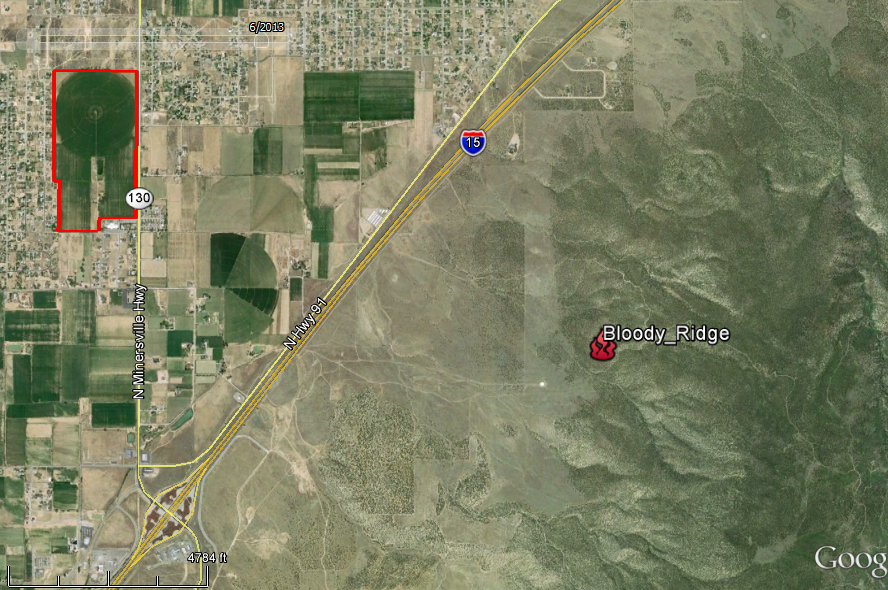 6/2013
15
130
N Minersville Hwy
N Hwy 91
Bloody_Ridge
4784 ft
Goog